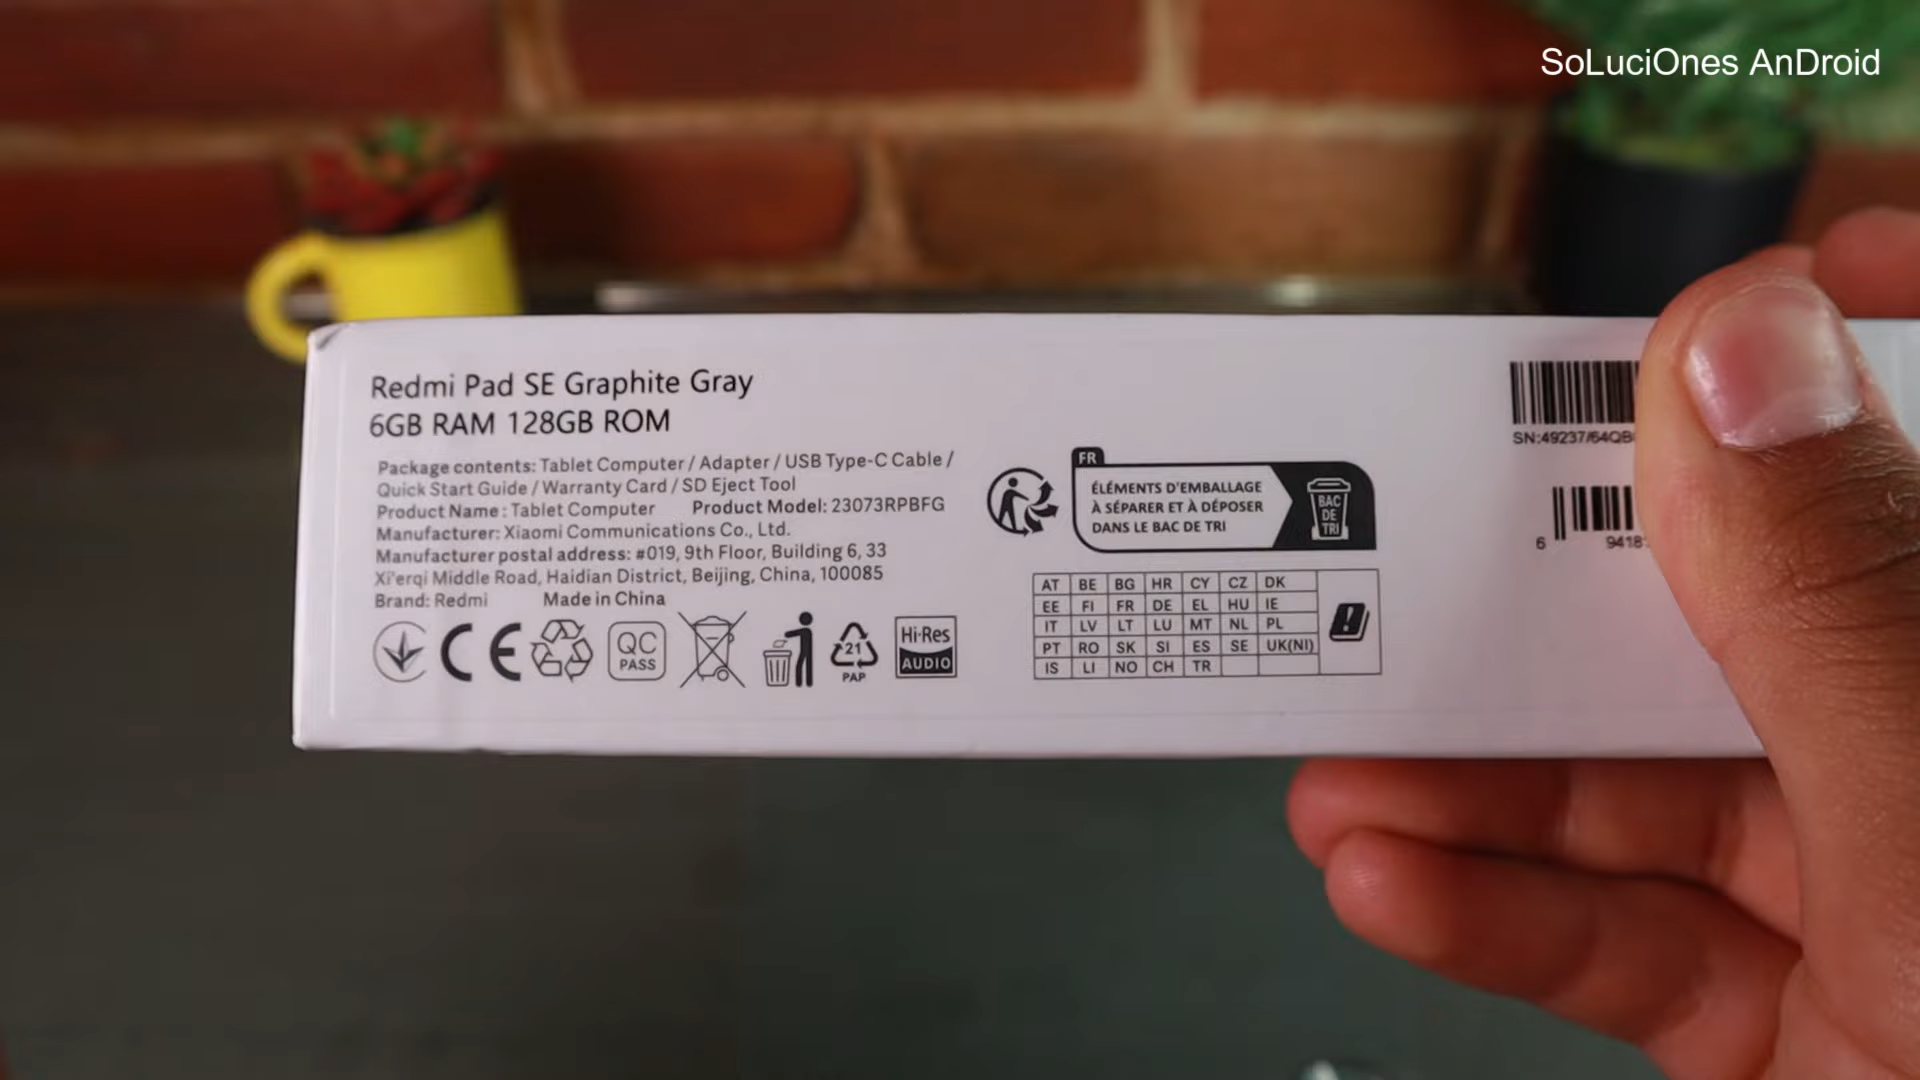 SoLuciOnes AnDroid
Redmi Pad SE Graphite Gray
6GB RAM 128GB ROM
Package contents: Tablet Computer / Adapter / USB Type-C Cable /
Quick Start Guide / Warranty Card / SD Eject Tool
Product Name : Tablet Computer Product Model: 23073RPBFG
Manufacturer: Xiaomi Communications Co., Ltd.
Manufacturer postal address: #019, 9th Floor, Building 6, 33
Xi'erqi Middle Road, Haidian District, Beijing, China, 100085
Brand: Redmi Made in China
CE
QC
PASS
21
PAP
Hi-Res
AUDIO
FR
ÉLÉMENTS D'EMBALLAGE
À SÉPARER ET À DÉPOSER
DANS LE BAC DE TRI
BAC
DE
TRI
AT BE BG HR CY CZ DK
EE FI FR DE EL HU IE
IT LV LT LU MT NL PL
PT RO SK SI ES SE UK(NI)
IS LI NO CH TR
SN:49237/64QB
6 9418